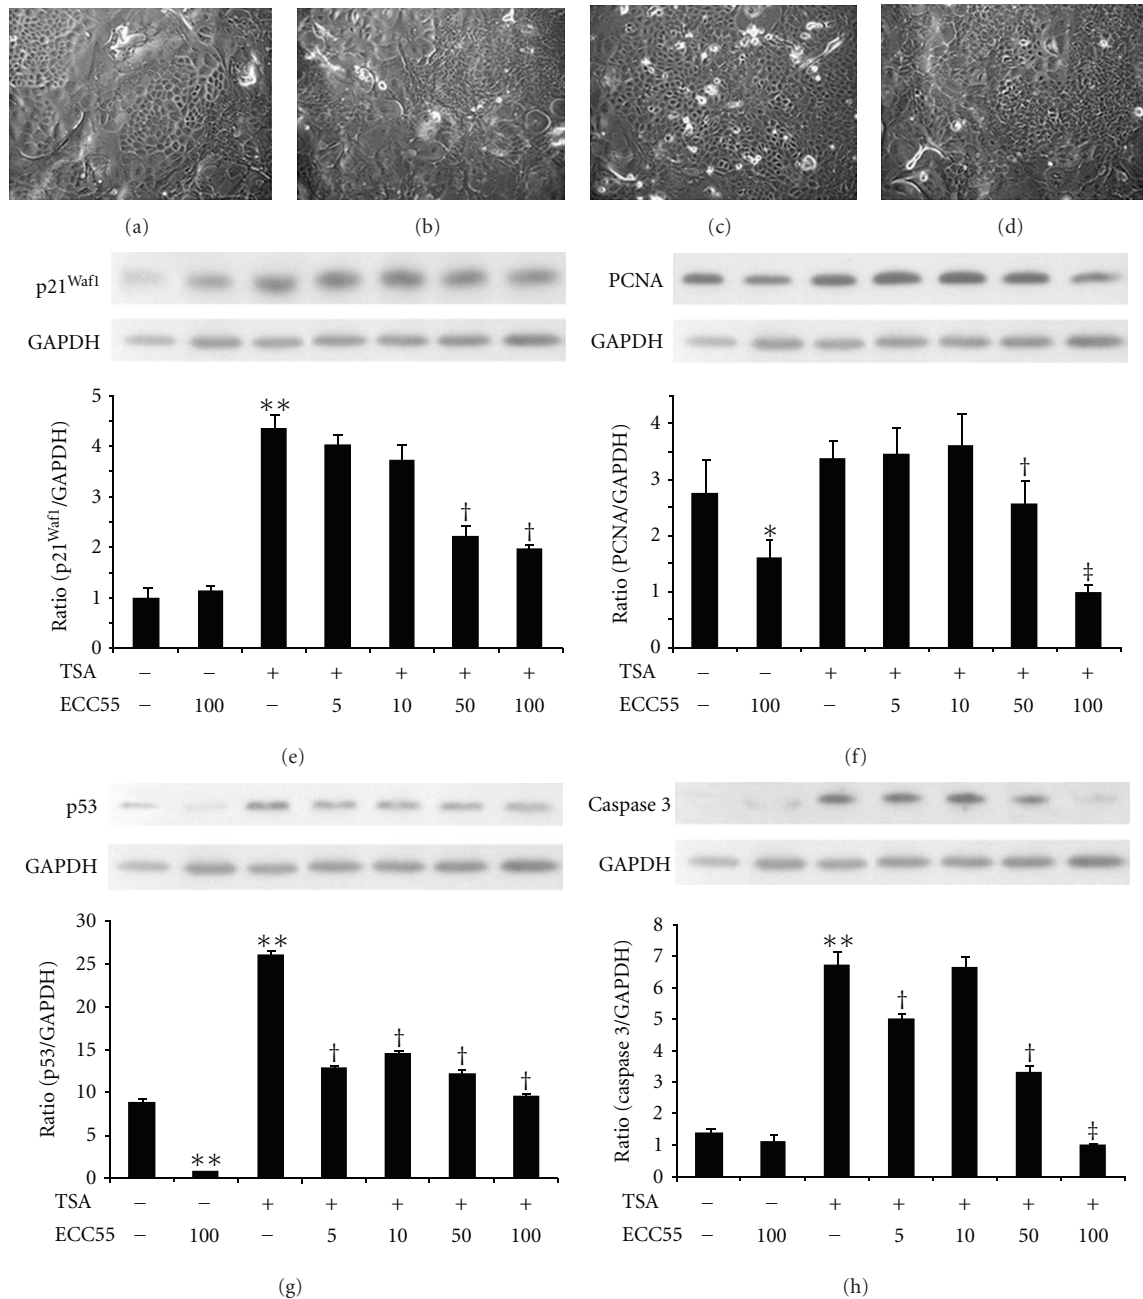 (a) (b) (c) (d)
p21Waf1
GAPDH
5
4
3
2
1
0
Ratio (p21Waf1/GAPDH)
**
†
†
TSA − − + + + + +
ECC55 − 100 − 5 10 50 100
(e)
PCNA
GAPDH
4
3
2
1
0
Ratio (PCNA/GAPDH)
*
†
‡
TSA − − + + + + +
ECC55 − 100 − 5 10 50 100
(f)
p53
GAPDH
30
25
20
15
10
5
0
Ratio (p53/GAPDH)
**
**
†
†
†
†
TSA − − + + + + +
ECC55 − 100 − 5 10 50 100
(g)
Caspase 3
GAPDH
8
7
6
5
4
3
2
1
0
Ratio (caspase 3/GAPDH)
**
†
†
‡
TSA − − + + + + +
ECC55 − 100 − 5 10 50 100
(h)